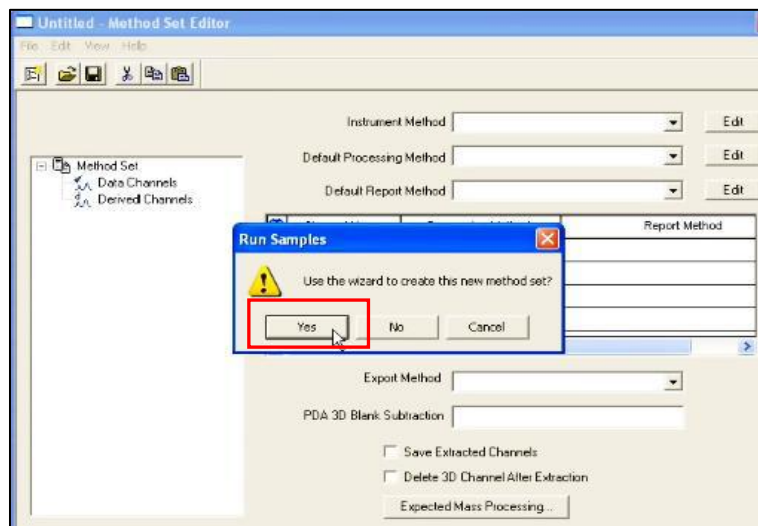 Untitled - Method Set Editor
File Edit View Help
Instrument Method Edit
Default Processing Method Edit
Method Set
Data Channels
Default Report Method Edit
Derived Channels
Report Method
Run Samples
Use the wizard to create this new method set?
Yes No Cancel
Export Method
PDA 3D Blank Subtraction
Save Extracted Channels
Delete 3D Channel After Extraction
Expected Mass Processing...